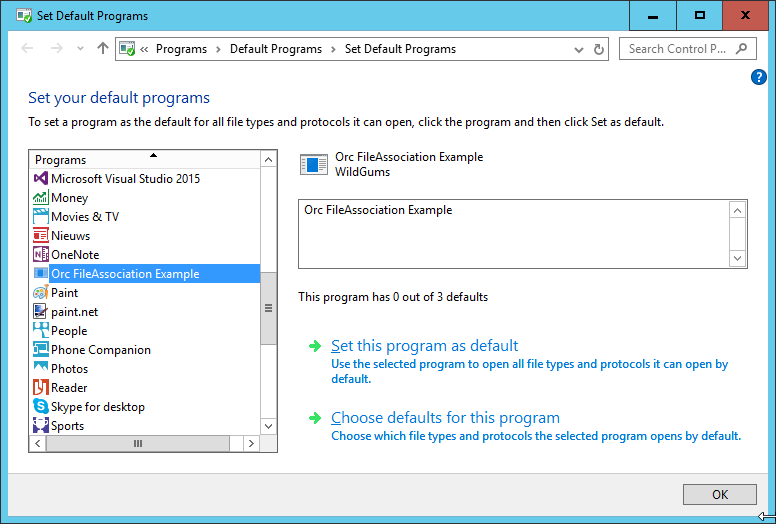 Set Default Programs
« Programs > Default Programs > Set Default Programs
Search Control P...
?
Set your default programs
To set a program as the default for all file types and protocols it can open, click the program and then click Set as default.
Programs
Microsoft Visual Studio 2015
Money
Movies & TV
Nieuws
OneNote
Orc FileAssociation Example
Paint
paint.net
People
Phone Companion
Photos
Reader
Skype for desktop
Sports
Orc FileAssociation Example
WildGums
Orc FileAssociation Example
This program has 0 out of 3 defaults
Set this program as default
Use the selected program to open all file types and protocols it can open by
default.
Choose defaults for this program
Choose which file types and protocols the selected program opens by default.
OK